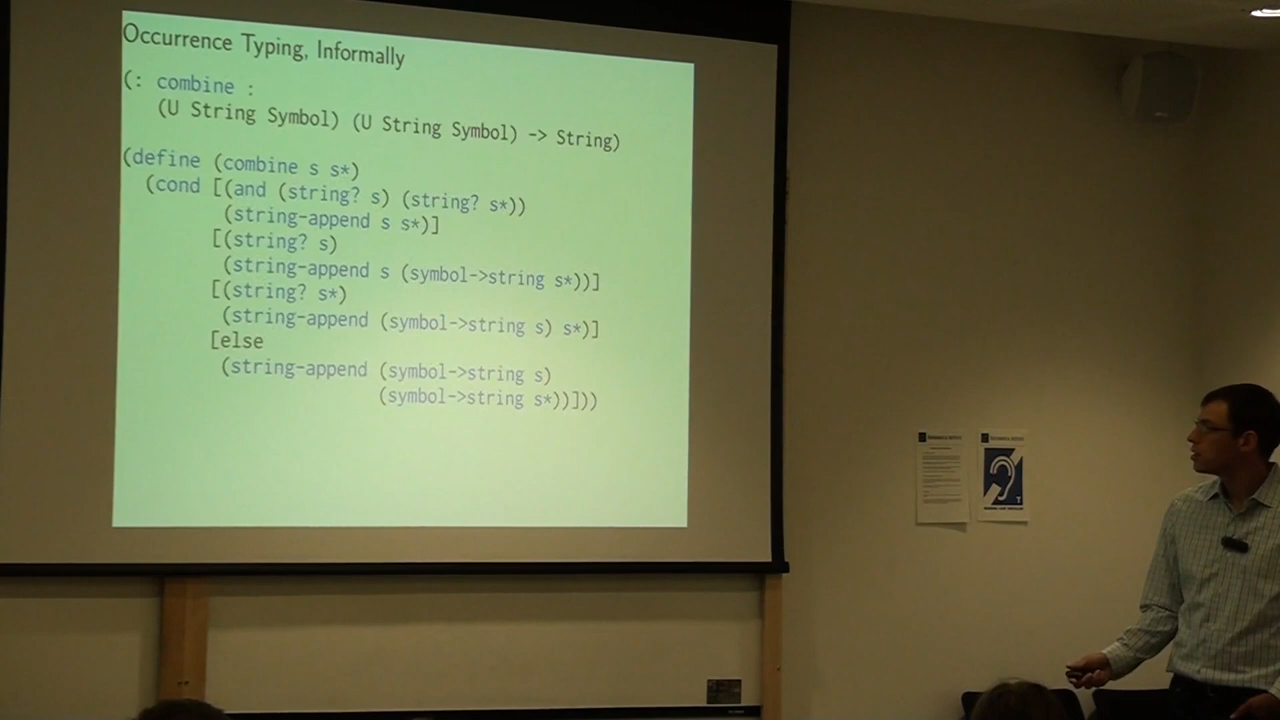 Occurrence Typing, Informally
(: combine :
(U String Symbol) (U String Symbol) -> String)
(define (combine s s*)
(cond [(and (string? s) (string? s*))
(string-append s s*)]
[(string? s)
(string-append s (symbol->string s*))]
[(string? s*)
(string-append (symbol->string s) s*)]
[else
(string-append (symbol->string s)
(symbol->string s*))]))
T